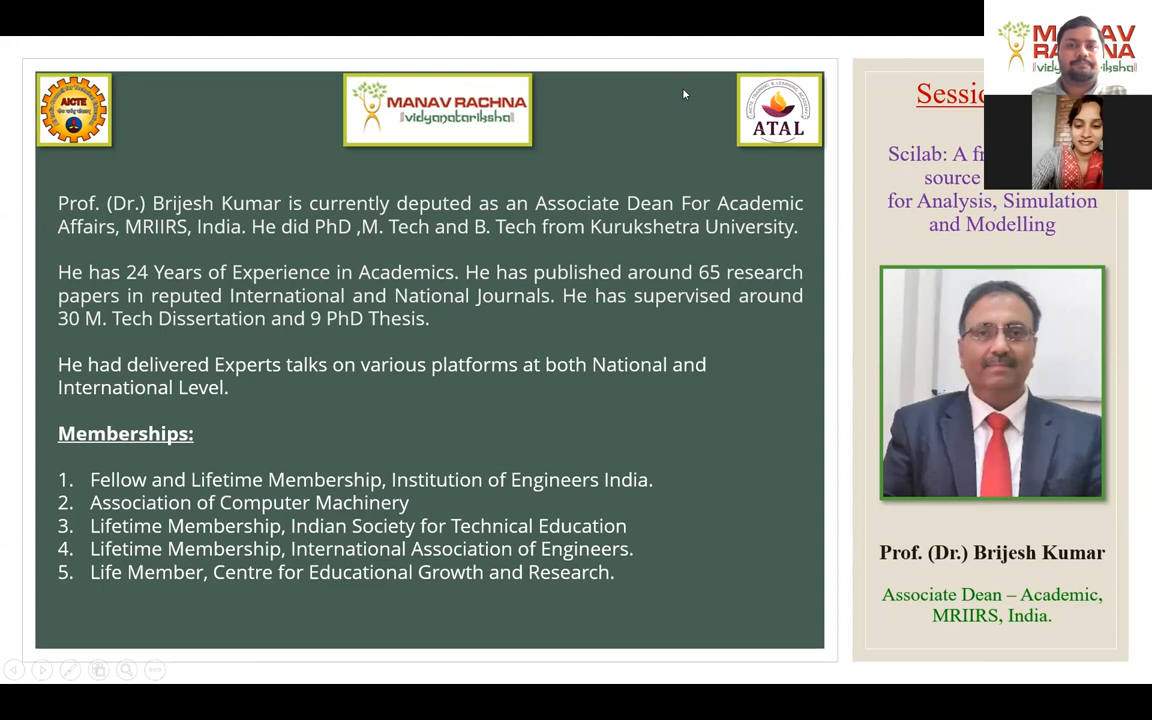 AICTE
MANAV RACHNA
vidyanatariksha
ATAL
Prof. (Dr.) Brijesh Kumar is currently deputed as an Associate Dean For Academic
Affairs, MRIIRS, India. He did PhD ,M. Tech and B. Tech from Kurukshetra University.
He has 24 Years of Experience in Academics. He has published around 65 research
papers in reputed International and National Journals. He has supervised around
30 M. Tech Dissertation and 9 PhD Thesis.
He had delivered Experts talks on various platforms at both National and
International Level.
Memberships:
1. Fellow and Lifetime Membership, Institution of Engineers India.
2. Association of Computer Machinery
3. Lifetime Membership, Indian Society for Technical Education
4. Lifetime Membership, International Association of Engineers.
5. Life Member, Centre for Educational Growth and Research.
Scilab: A
source
for Analysis, Simulation
and Modelling
Prof. (Dr.) Brijesh Kumar
Associate Dean – Academic,
MRIIRS, India.